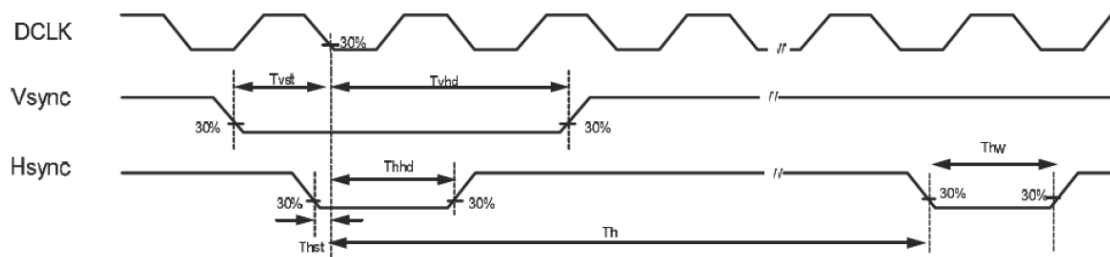 DCLK
30%
Tvst Tvhd
Vsync
30% 30%
Thhd Thw
Hsync
30% 30% 30% 30%
Thst Th